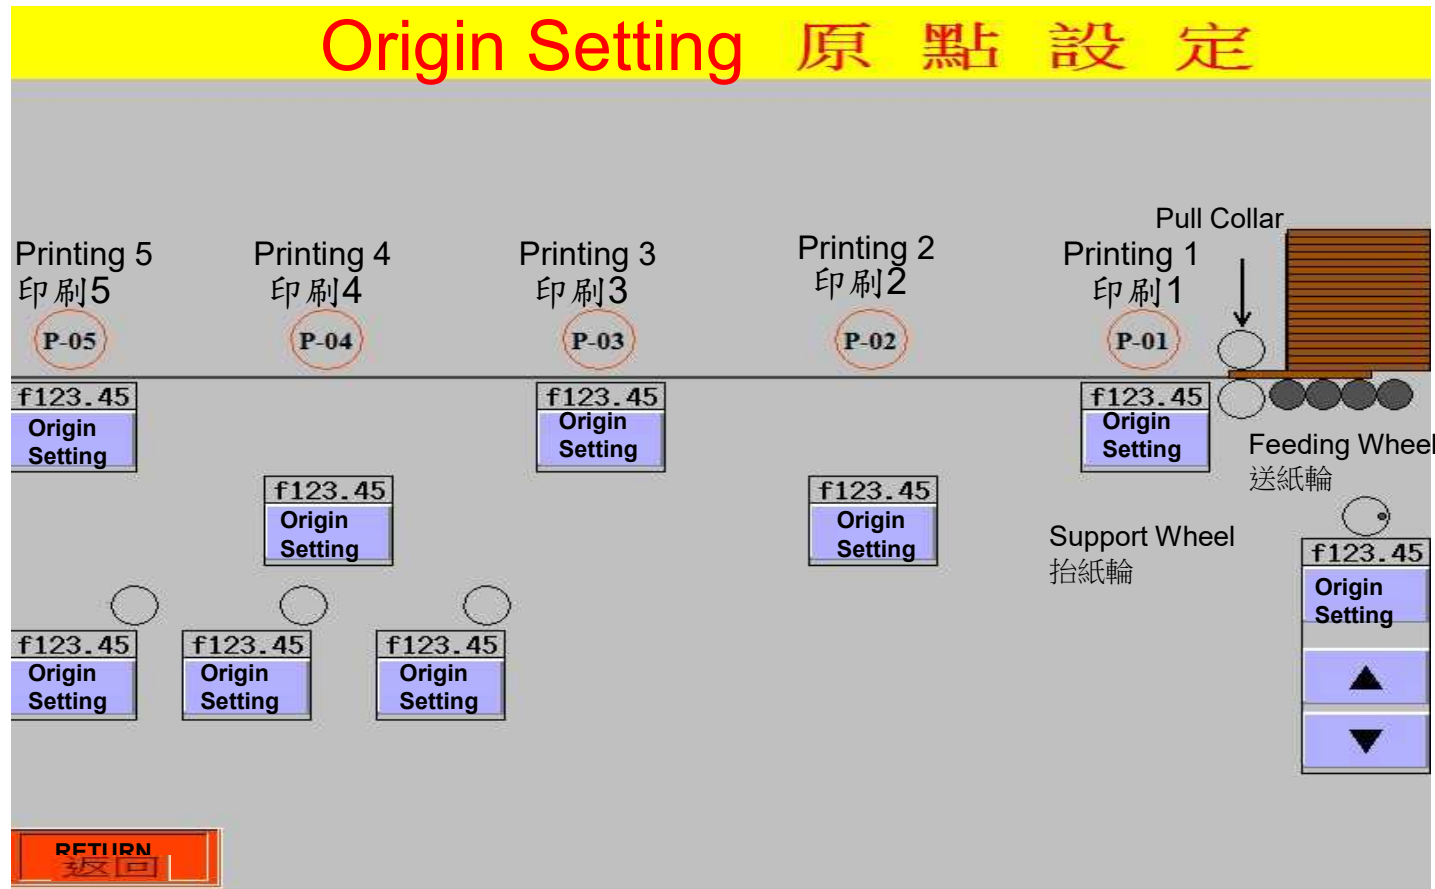 Origin Setting 原點設定
Pull Collar
Printing 5
印刷5
Printing 4
印刷4
Printing 3
印刷3
Printing 2
印刷2
Printing 1
印刷1
P-05
P-04
P-03
P-02
P-01
f123.45
Origin
Setting
f123.45
Origin
Setting
f123.45
Origin
Setting
Feeding Wheel
送紙輪
f123.45
Origin
Setting
f123.45
Origin
Setting
Support Wheel
抬紙輪
f123.45
Origin
Setting
f123.45
Origin
Setting
f123.45
Origin
Setting
f123.45
Origin
Setting
RETURN
返回